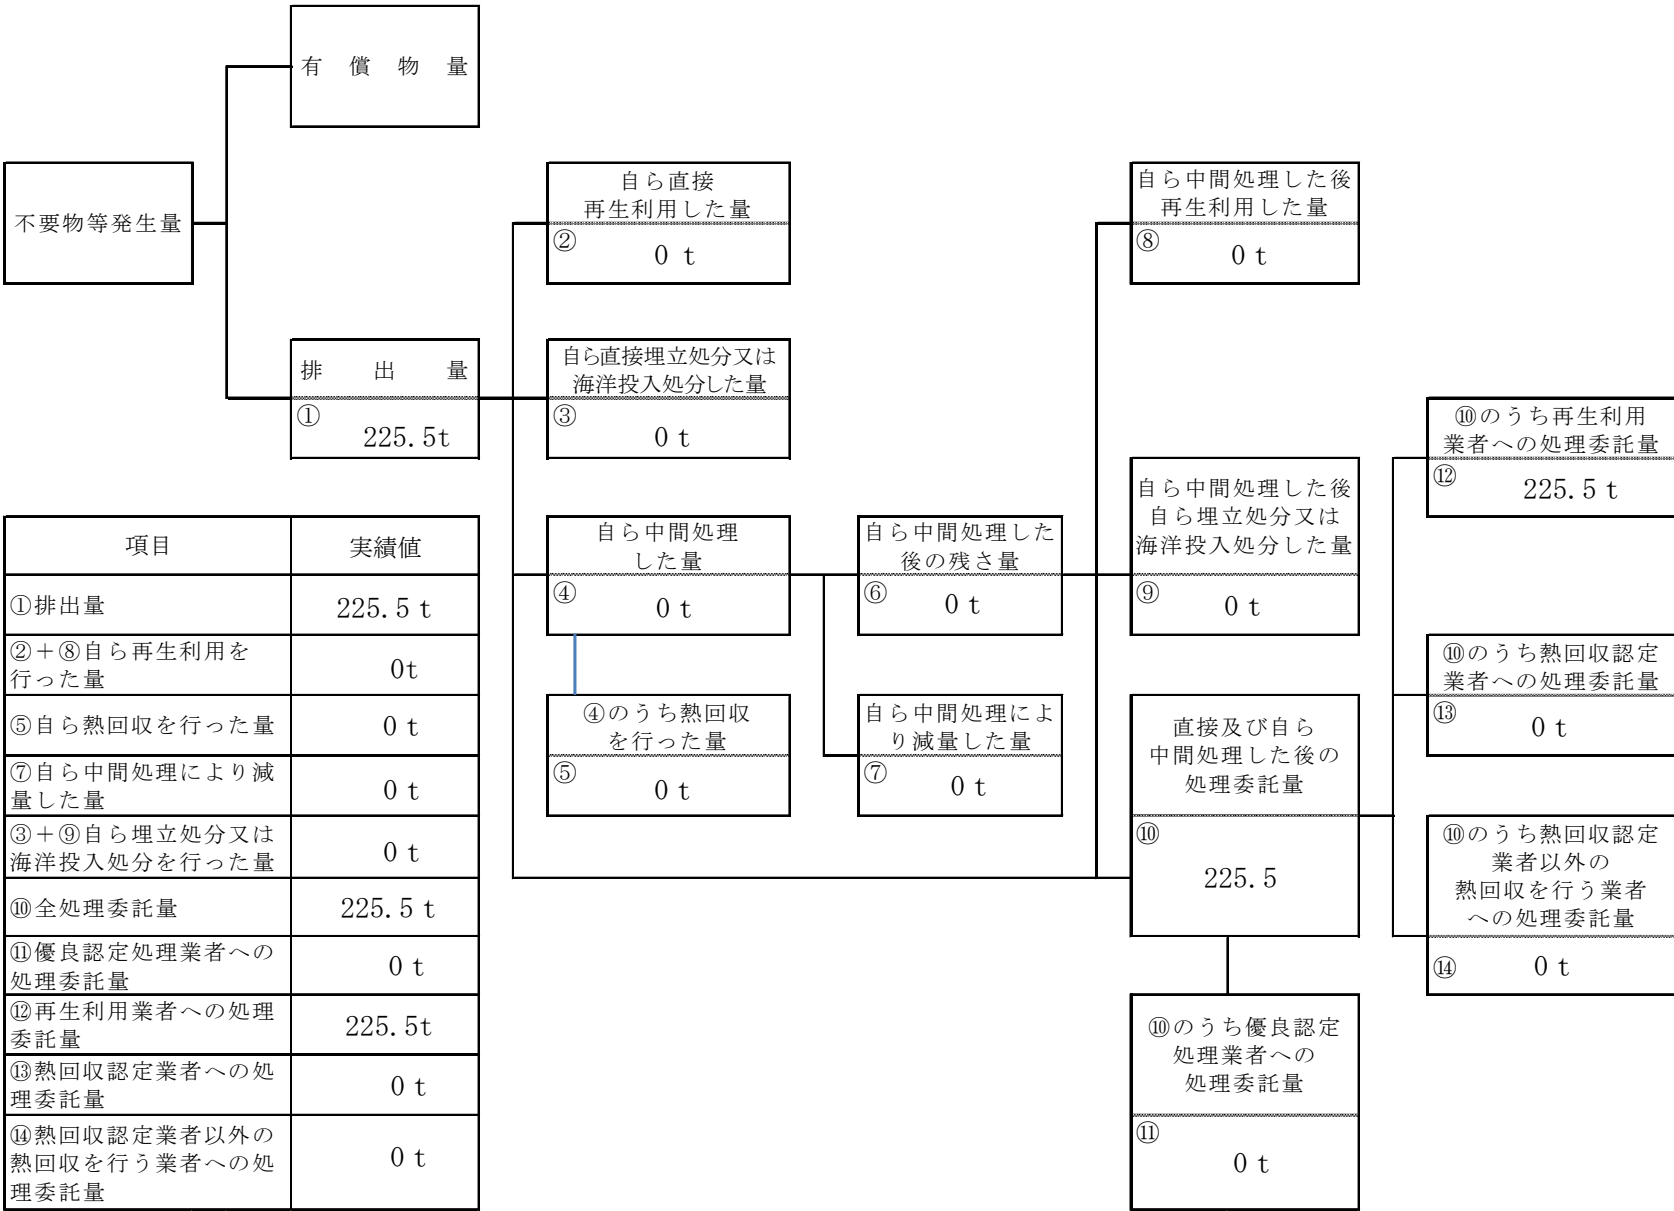 有償物量
不要物等発生量
排出量
①
225.5t
自ら直接
再生利用した量
②
0 t
自ら直接埋立処分又は
海洋投入処分した量
③
0 t
自ら中間処理
した量
④
0 t
④のうち熱回収
を行った量
⑤
0 t
自ら中間処理した
後の残さ量
⑥
0 t
自ら中間処理によ
り減量した量
⑦
0 t
自ら中間処理した後
再生利用した量
⑧
0 t
自ら中間処理した後
自ら埋立処分又は
海洋投入処分した量
⑨
0 t
直接及び自ら
中間処理した後の
処理委託量
⑩
225.5
⑩のうち優良認定
処理業者への
処理委託量
⑪
0 t
⑩のうち再生利用
業者への処理委託量
⑫
225.5 t
⑩のうち熱回収認定
業者への処理委託量
⑬
0 t
⑩のうち熱回収認定
業者以外の
熱回収を行う業者
への処理委託量
⑭
0 t
項目 実績値
①排出量 225.5 t
②＋⑧自ら再生利用を
行った量
0t
⑤自ら熱回収を行った量 0 t
⑦自ら中間処理により減
量した量
0 t
③＋⑨自ら埋立処分又は
海洋投入処分を行った量
0 t
⑩全処理委託量 225.5 t
⑪優良認定処理業者への
処理委託量
0 t
⑫再生利用業者への処理
委託量
225.5t
⑬熱回収認定業者への処
理委託量
0 t
⑭熱回収認定業者以外の
熱回収を行う業者への処
理委託量
0 t